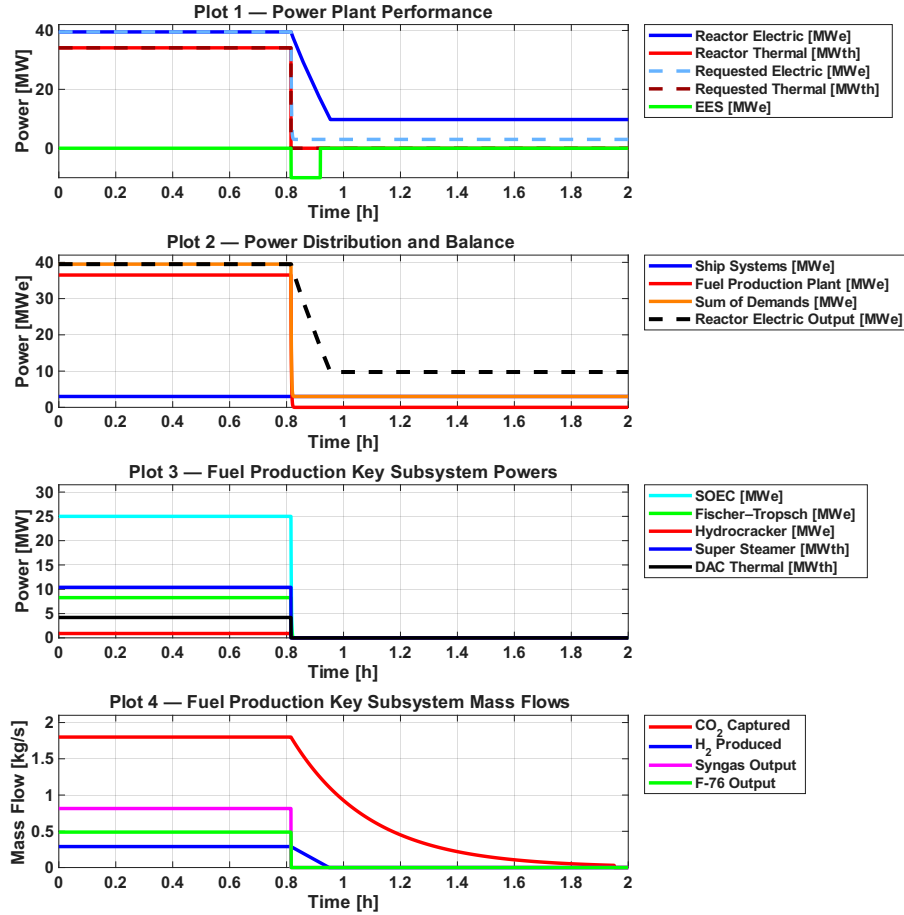 Plot 1 — Power Plant Performance
Power [MW]
40
20
0
0 0.2 0.4 0.6 0.8 1 1.2 1.4 1.6 1.8 2
Time [h]
Reactor Electric [MWe]
Reactor Thermal [MWth]
Requested Electric [MWe]
Requested Thermal [MWth]
EES [MWe]
Plot 2 — Power Distribution and Balance
Power [MWe]
40
30
20
10
0
0 0.2 0.4 0.6 0.8 1 1.2 1.4 1.6 1.8 2
Time [h]
Ship Systems [MWe]
Fuel Production Plant [MWe]
Sum of Demands [MWe]
Reactor Electric Output [MWe]
Plot 3 — Fuel Production Key Subsystem Powers
Power [MW]
30
25
20
15
10
5
0
0 0.2 0.4 0.6 0.8 1 1.2 1.4 1.6 1.8 2
Time [h]
SOEC [MWe]
Fischer–Tropsch [MWe]
Hydrocracker [MWe]
Super Steamer [MWth]
DAC Thermal [MWth]
Plot 4 — Fuel Production Key Subsystem Mass Flows
Mass Flow [kg/s]
2
1.5
1
0.5
0
0 0.2 0.4 0.6 0.8 1 1.2 1.4 1.6 1.8 2
Time [h]
CO₂ Captured
H₂ Produced
Syngas Output
F-76 Output